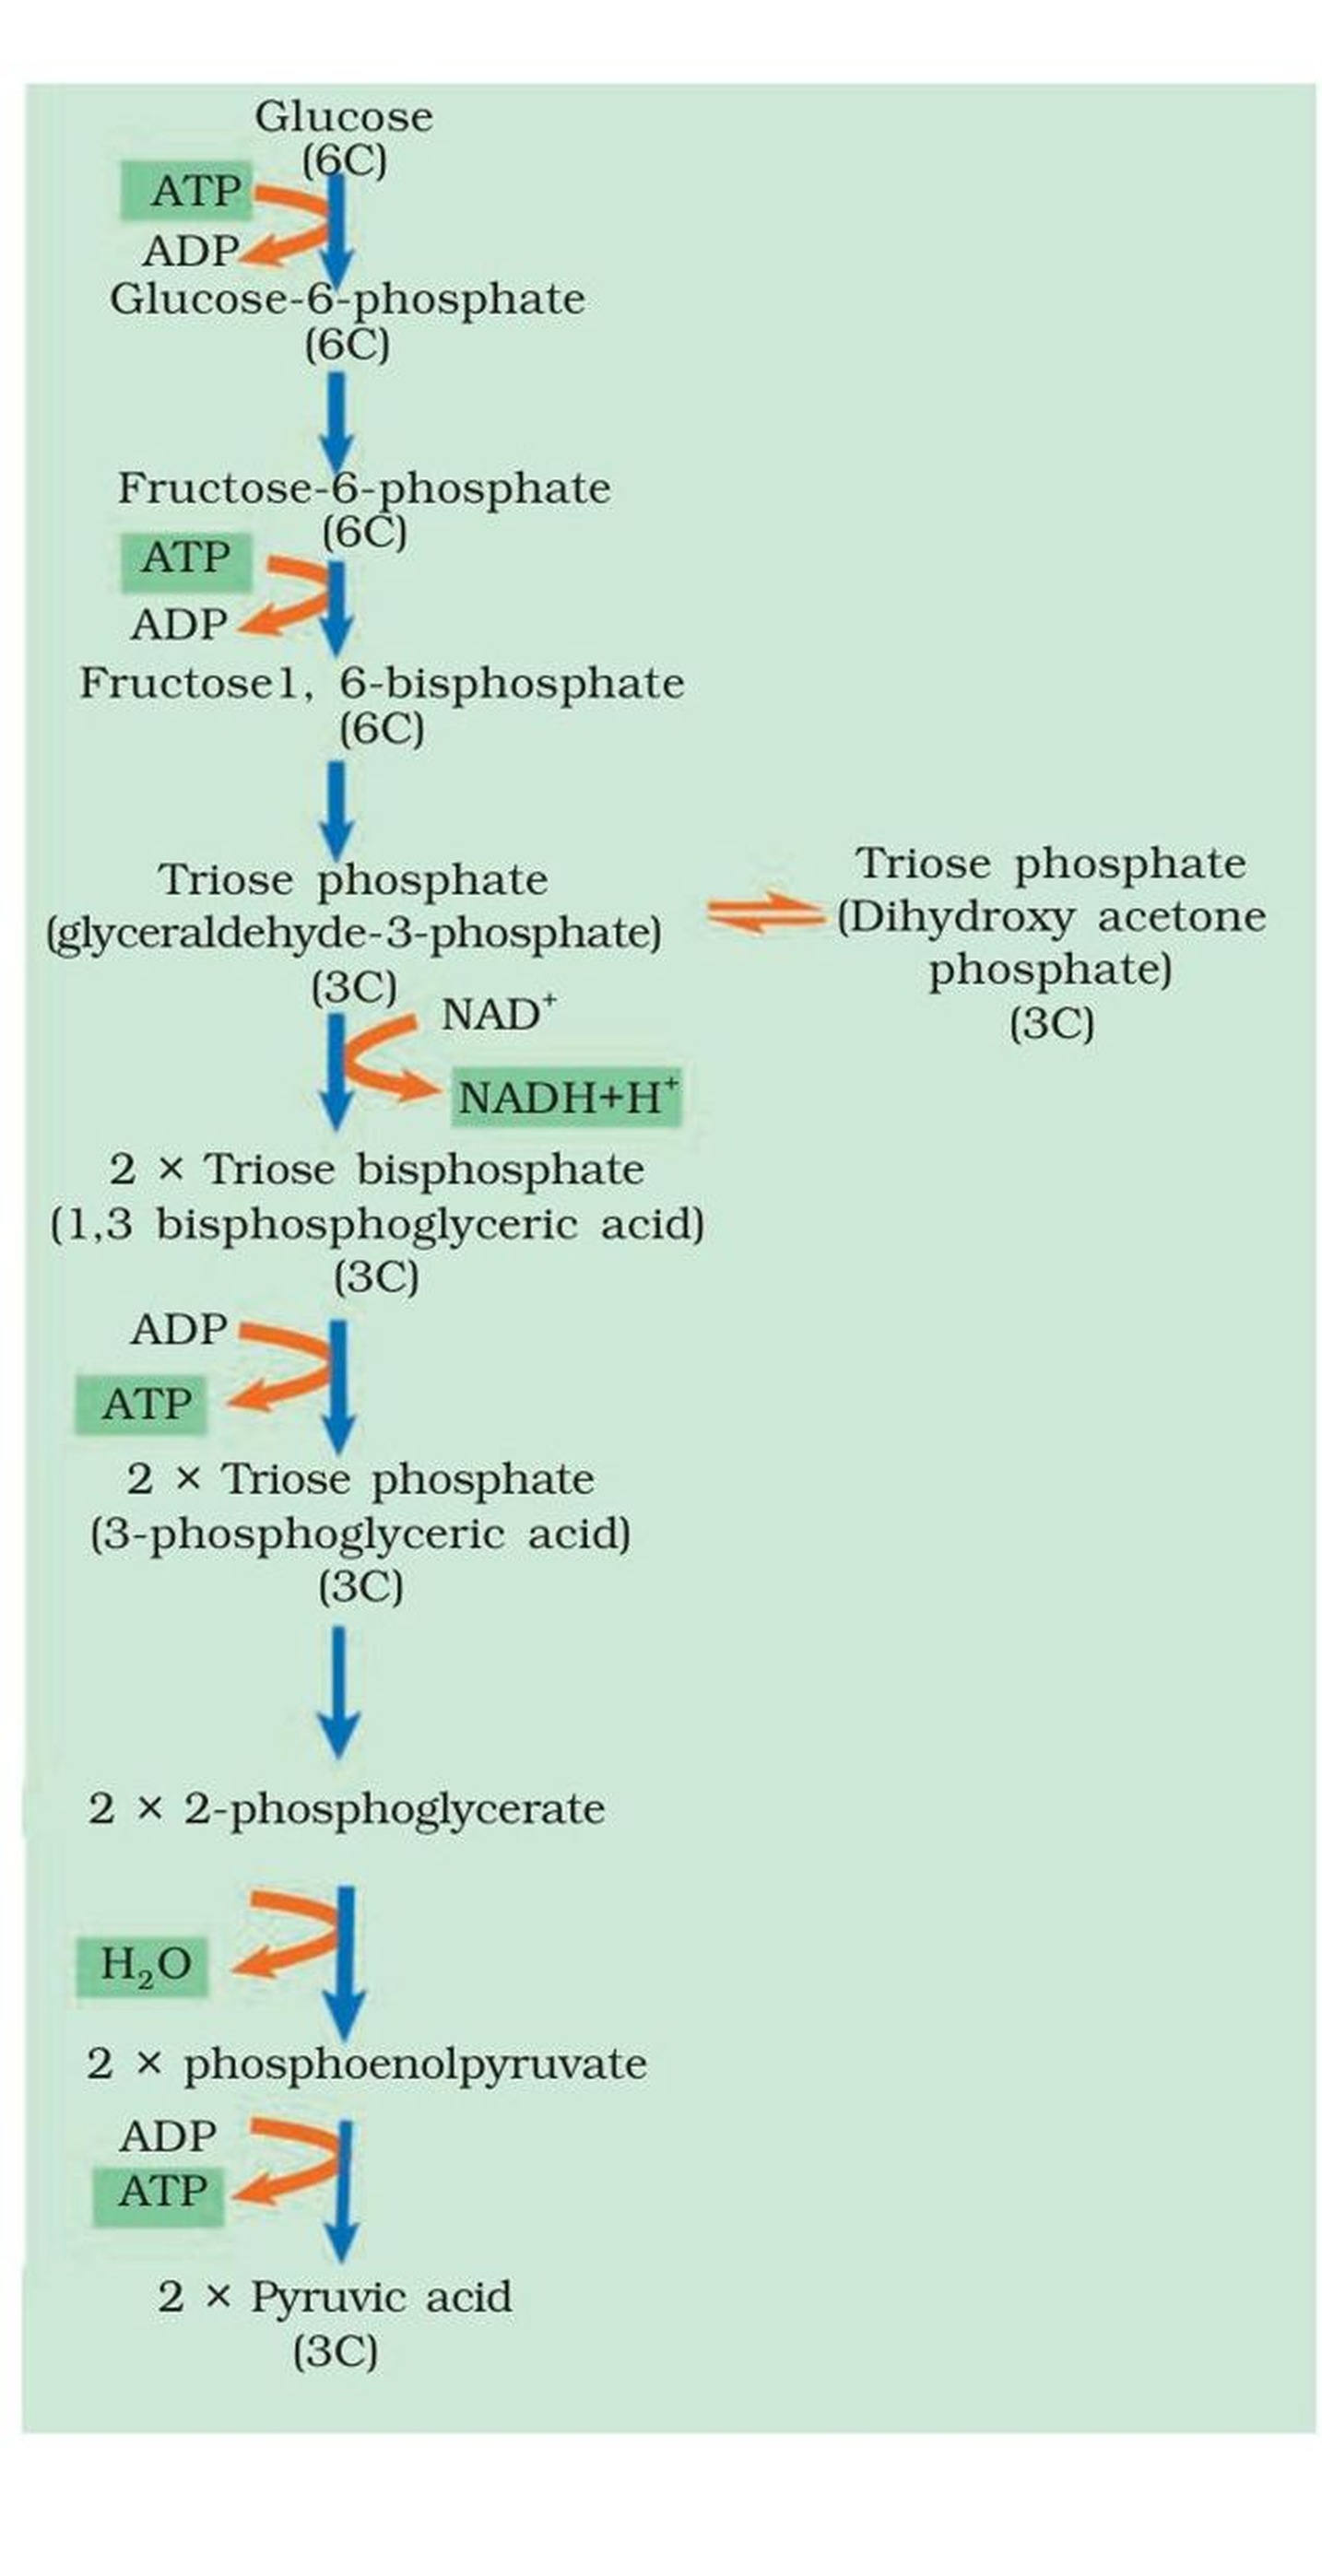 Glucose
(6C)
ATP
ADP
Glucose-6-phosphate
(6C)
Fructose-6-phosphate
(6C)
ATP
ADP
Fructose1, 6-bisphosphate
(6C)
Triose phosphate
(glyceraldehyde-3-phosphate)
(3C)
Triose phosphate
(Dihydroxy acetone
phosphate)
(3C)
NAD⁺
NADH+H⁺
2 × Triose bisphosphate
(1,3 bisphosphoglyceric acid)
(3C)
ADP
ATP
2 × Triose phosphate
(3-phosphoglyceric acid)
(3C)
2 × 2-phosphoglycerate
H₂O
2 × phosphoenolpyruvate
ADP
ATP
2 × Pyruvic acid
(3C)